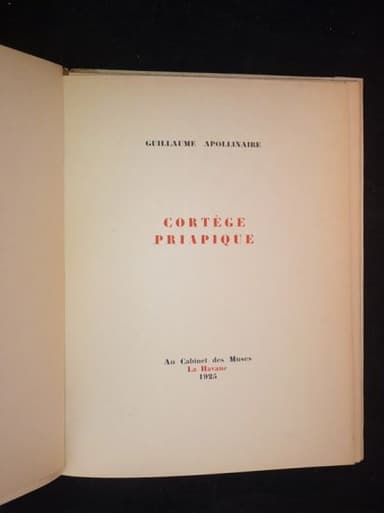 GUILLAUME APOLLINAIRE
CORTÈGE
PRIAPIQUE
Au Cabinet des Muses
La Havane
1925